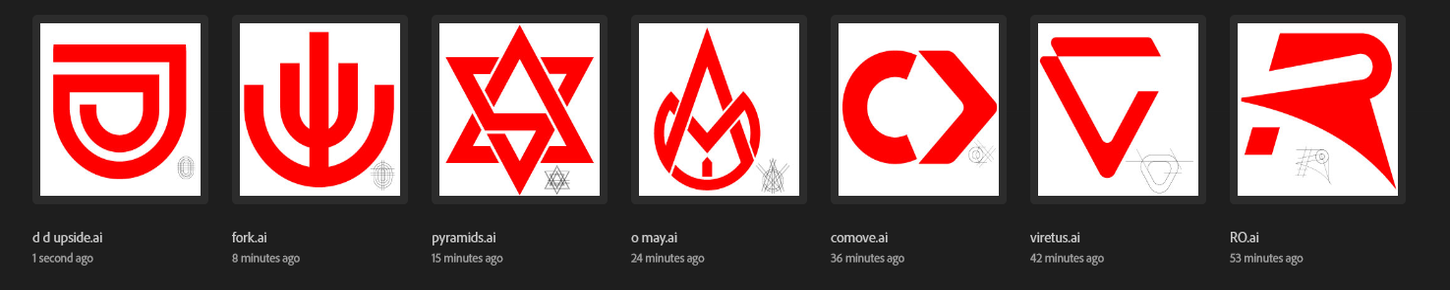 d d upside.ai
1 second ago
fork.ai
8 minutes ago
pyramids.ai
15 minutes ago
o may.ai
24 minutes ago
comove.ai
36 minutes ago
viretus.ai
42 minutes ago
RO.ai
53 minutes ago